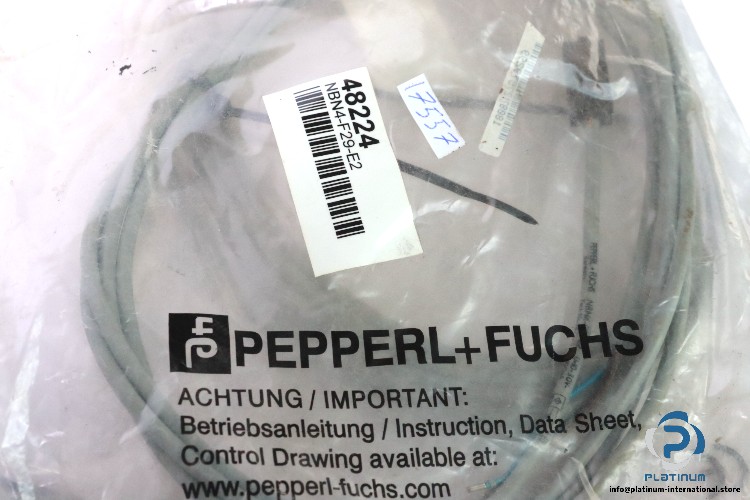 48224
NBN4-F29-E2
17557
PEPPERL+FUCHS
ACHTUNG / IMPORTANT:
Betriebsanleitung / Instruction, Data Sheet,
Control Drawing available at:
www.pepperl-fuchs.com
PLATINUM
info@platinum-international.store